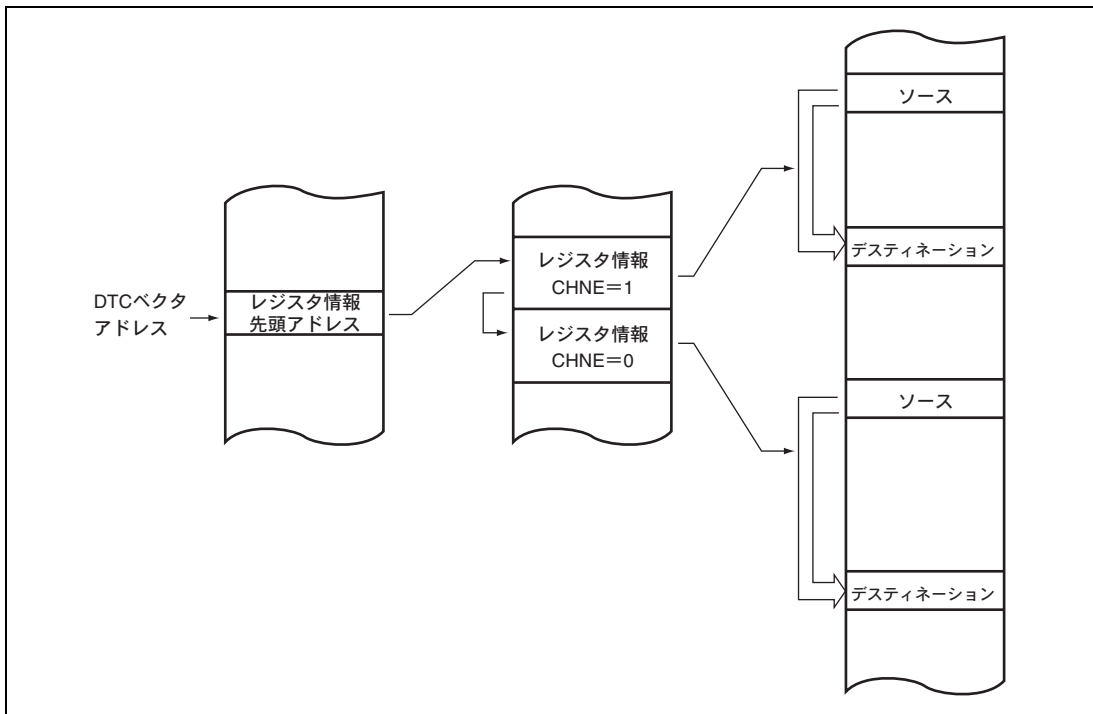 DTCベクタ
アドレス
レジスタ情報
先頭アドレス
レジスタ情報
CHNE=1
レジスタ情報
CHNE=0
ソース
デスティネーション
ソース
デスティネーション